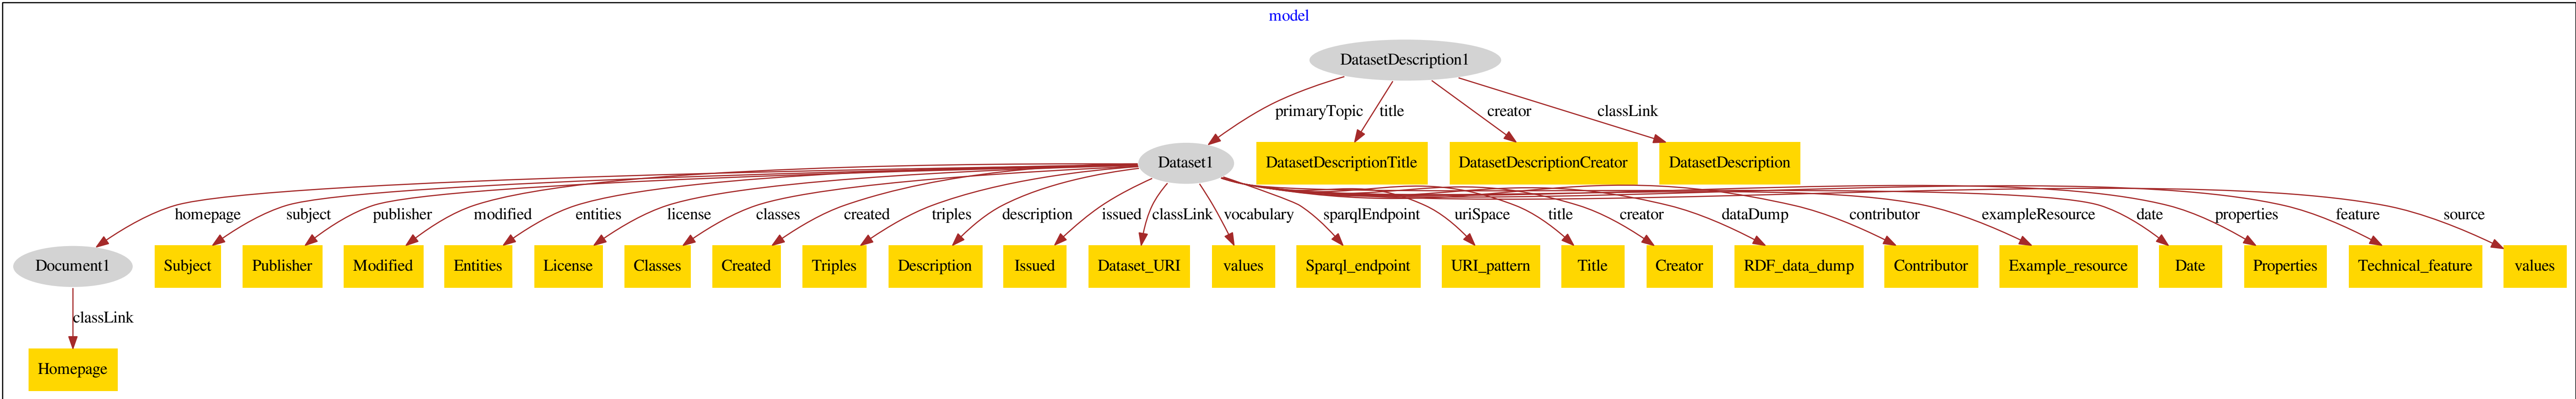 model
DatasetDescription1
primaryTopic title creator classLink
Dataset1 DatasetDescriptionTitle DatasetDescriptionCreator DatasetDescription
homepage subject publisher modified entities license classes created triples description issued classLink vocabulary sparqlEndpoint uriSpace title creator dataDump contributor exampleResource date properties feature source
Document1 Subject Publisher Modified Entities License Classes Created Triples Description Issued Dataset_URI values Sparql_endpoint URI_pattern Title Creator RDF_data_dump Contributor Example_resource Date Properties Technical_feature values
classLink
Homepage